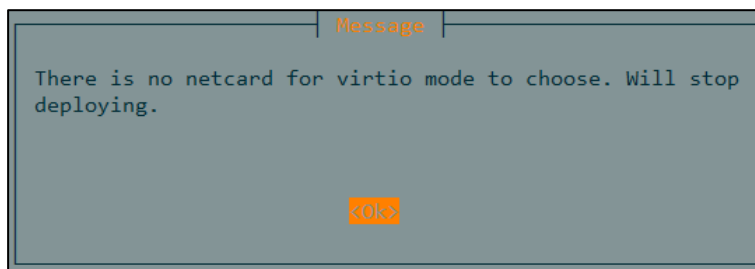 Message
There is no netcard for virtio mode to choose. Will stop
deploying.
<Ok>